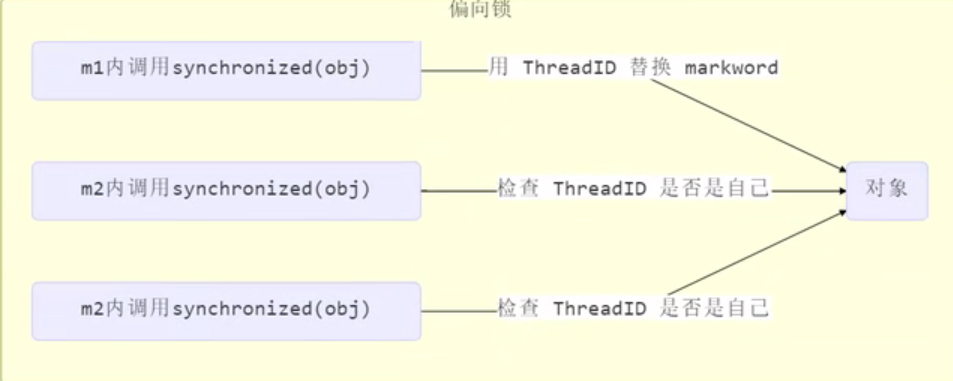 偏向锁
m1内调用synchronized(obj)
用 ThreadID 替换 markword
m2内调用synchronized(obj)
检查 ThreadID 是否是自己
对象
m2内调用synchronized(obj)
检查 ThreadID 是否是自己